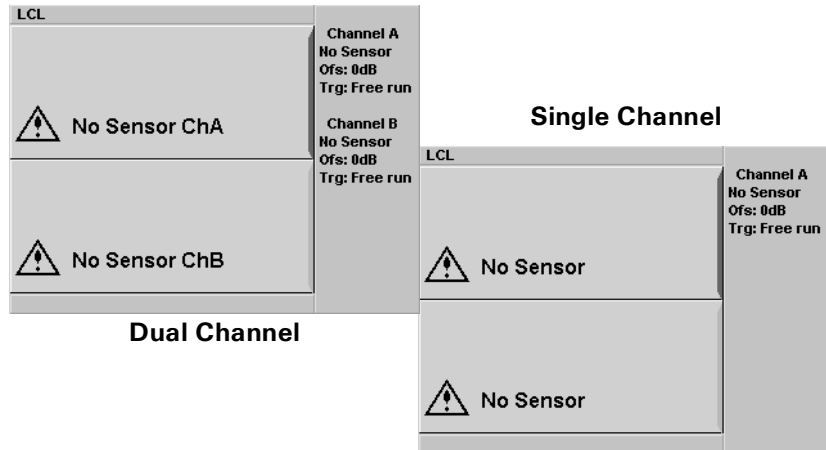 LCL
No Sensor ChA
No Sensor ChB
Channel A
No Sensor
Ofs: 0dB
Trg: Free run
Channel B
No Sensor
Ofs: 0dB
Trg: Free run
Dual Channel
Single Channel
LCL
No Sensor
No Sensor
Channel A
No Sensor
Ofs: 0dB
Trg: Free run